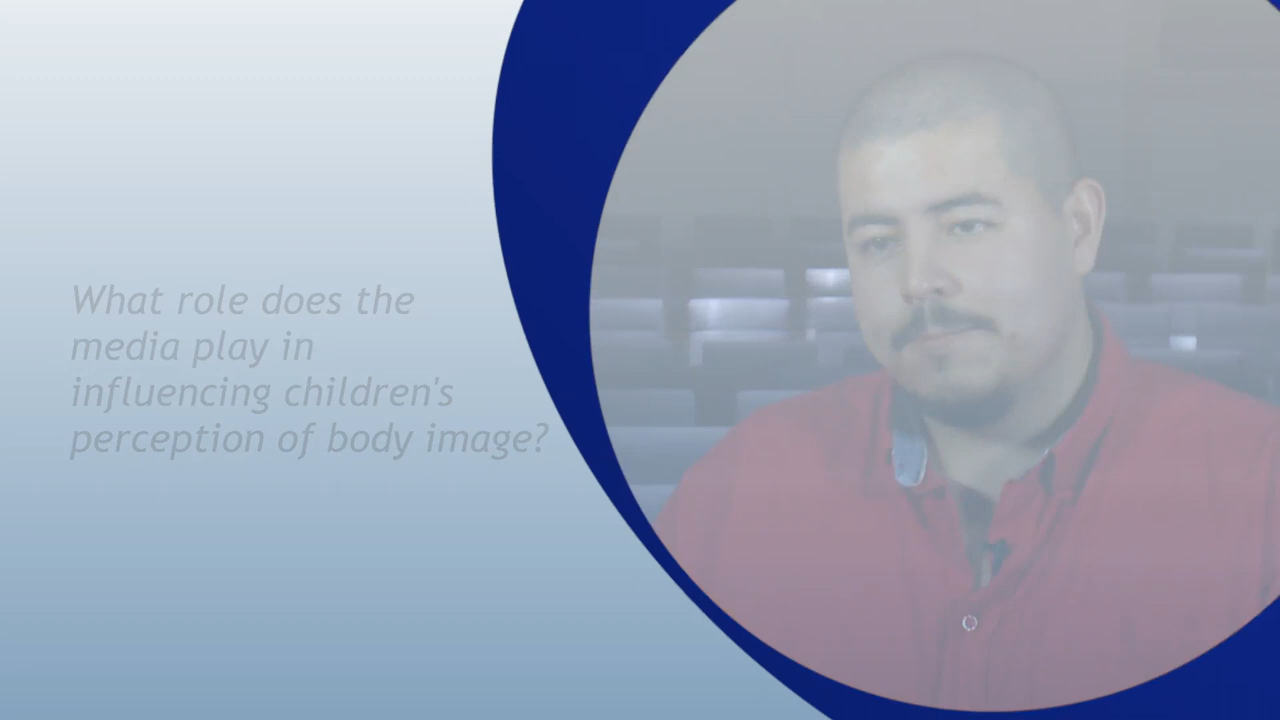 What role does the
media play in
influencing children's
perception of body image?